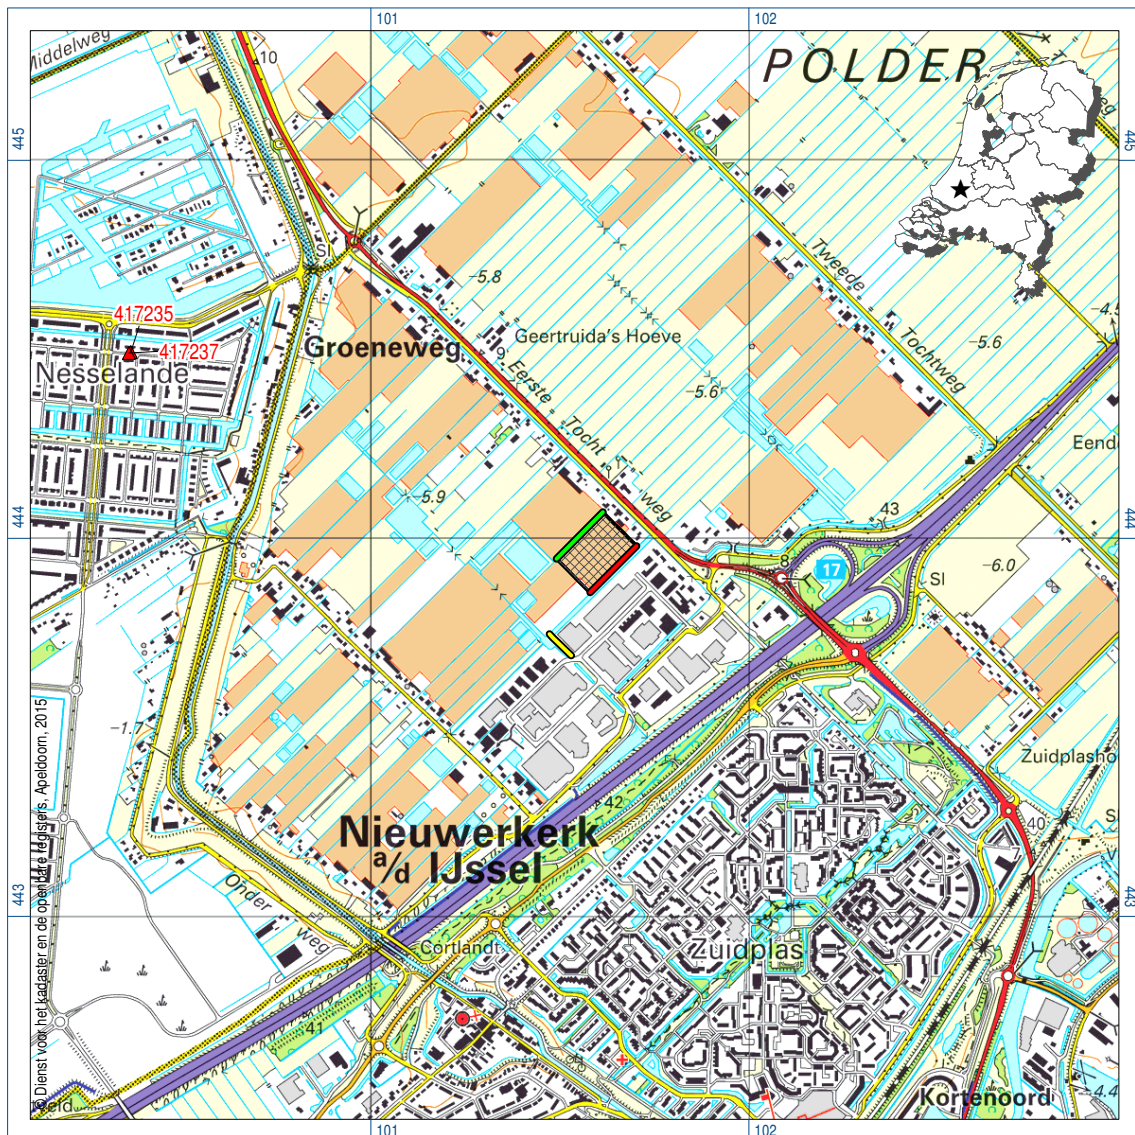 101
102
Middelweg
10
POLDER
445
445
Sl
-5.8
Tweede
-4.5
417235
417237
Nesselande
Groeneweg
9
Geertruida's Hoeve
-5.6
Tochtweg
-5.6
Eerste
Tocht
weg
Eend
-5.9
43
444
444
8
17
Sl
-6.0
-1.7
Zuidplasho
42
40
Nieuwerkerk
a/d IJssel
443
443
Onder
weg
Cortlandt
Zuidplas
41
Kortenoord
-4.4
© Dienst voor het kadaster en de openbare registers, Apeldoorn, 2015
101
102